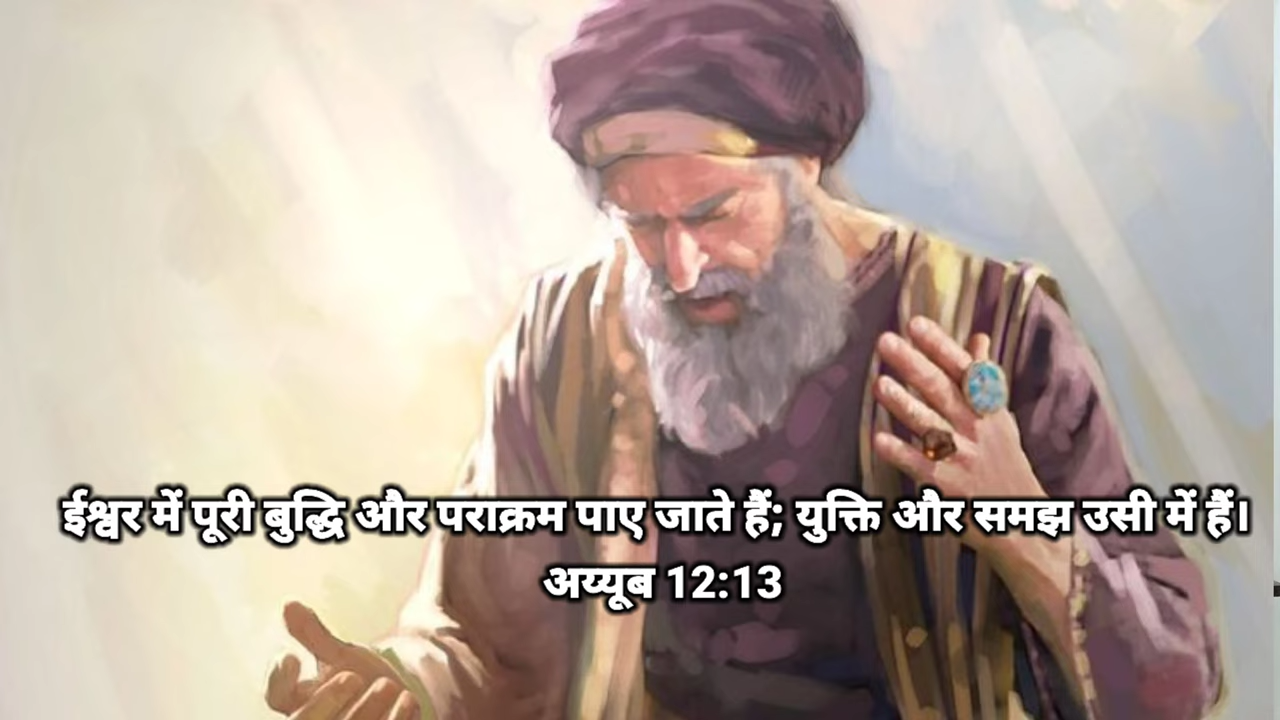 ईश्वर में पूरी बुद्धि और पराक्रम पाए जाते हैं; युक्ति और समझ उसी में हैं।
अय्यूब 12:13